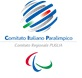 Comitato Italiano Paralimpico
Comitato Regionale PUGLIA